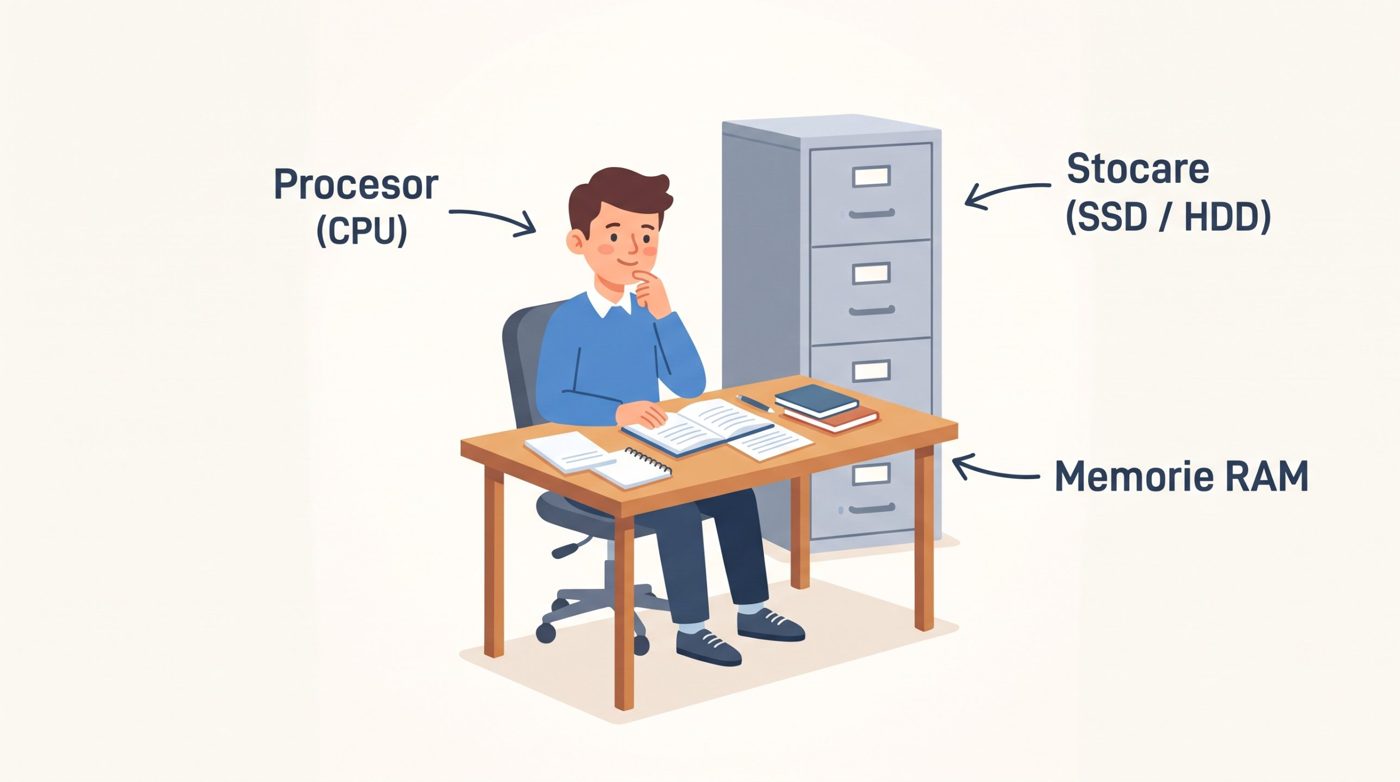 Procesor
(CPU)
Stocare
(SSD / HDD)
Memorie RAM